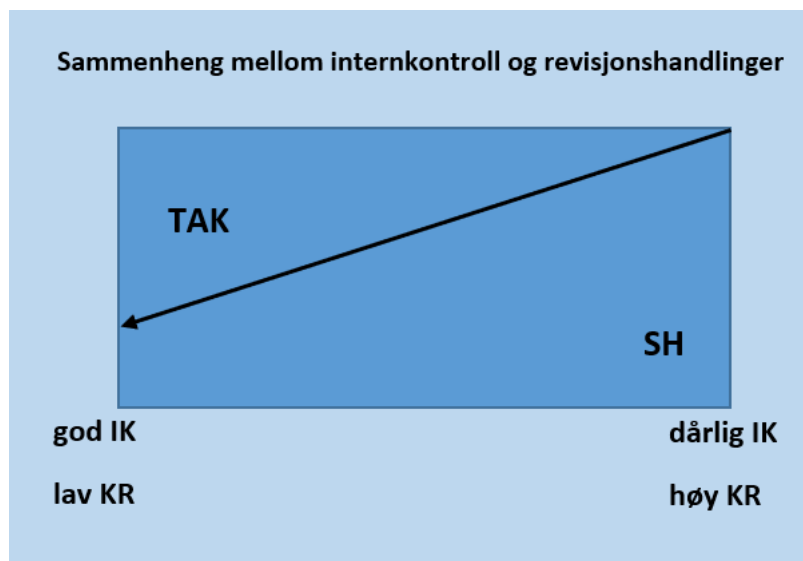 Sammenheng mellom internkontroll og revisjonshandlinger
TAK
SH
god IK
dårlig IK
lav KR
høy KR